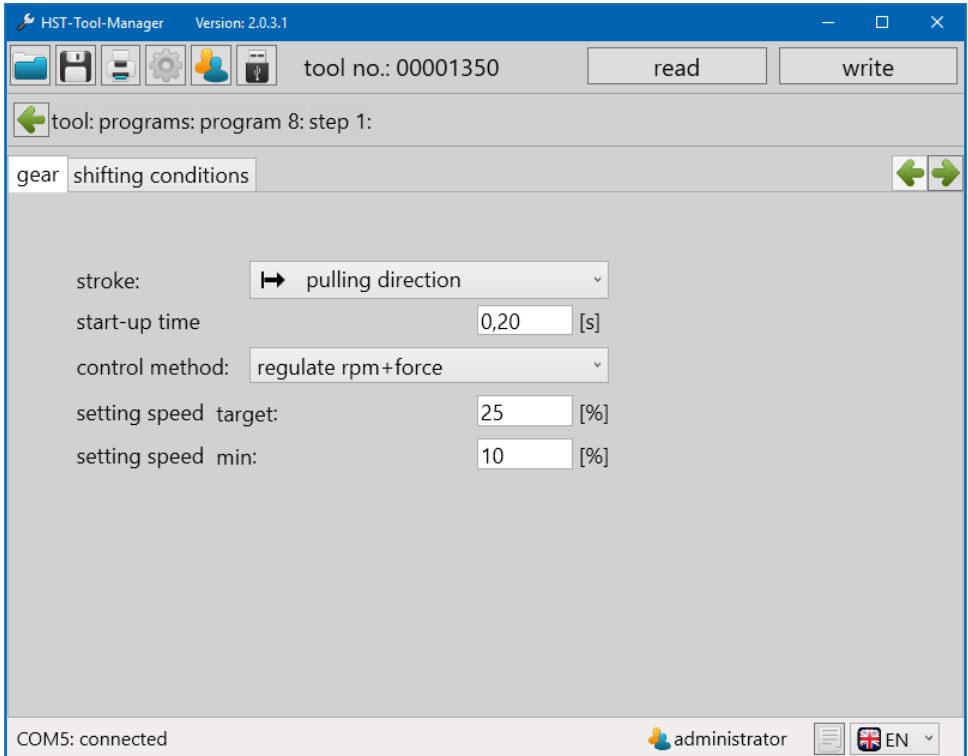 HST-Tool-Manager Version: 2.0.3.1
tool no.: 00001350 read write
tool: programs: program 8: step 1:
gear shifting conditions
stroke: pulling direction
start-up time 0,20 [s]
control method: regulate rpm+force
setting speed target: 25 [%]
setting speed min: 10 [%]
COM5: connected administrator EN